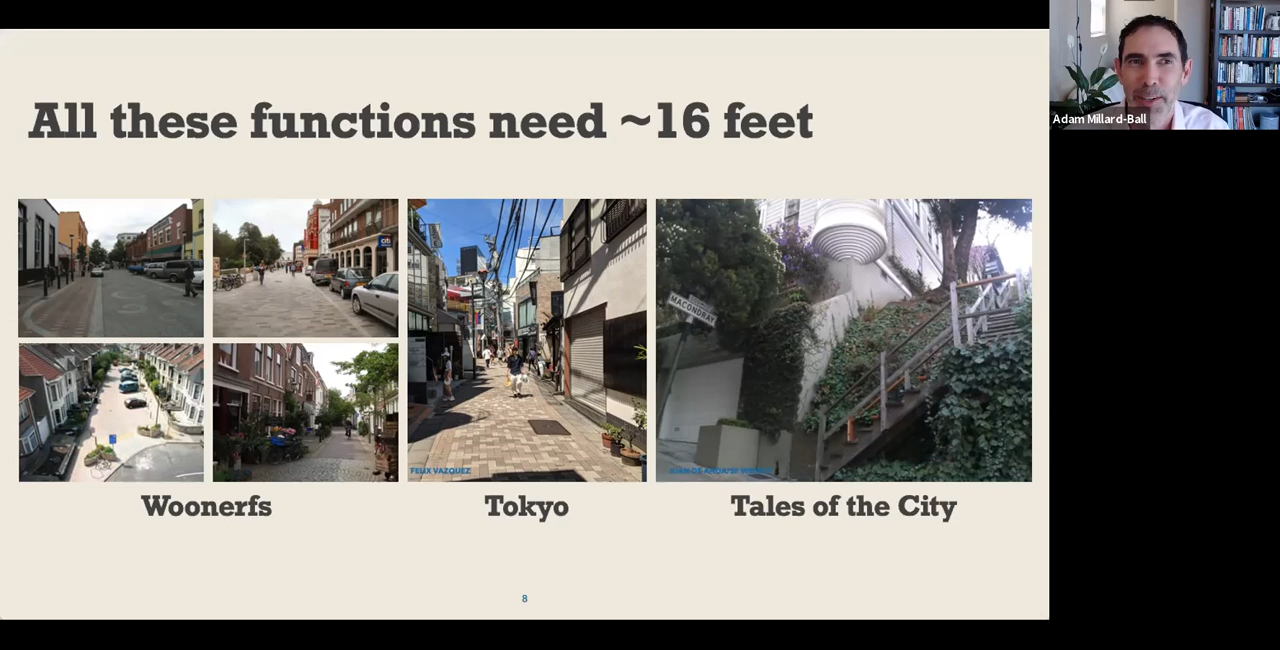 All these functions need ~16 feet
Adam Millard-Ball
citi
MACONDRAY
FELIX VAZQUEZ
Woonerfs
Tokyo
Tales of the City
8